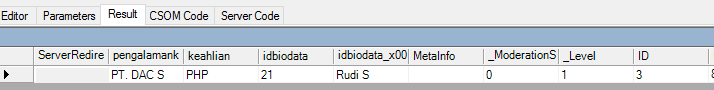 Editor Parameters Result CSOM Code Server Code
ServerRedire pengalamank keahlian idbiodata idbiodata_x00 MetaInfo _ModerationS _Level ID
PT. DAC S PHP 21 Rudi S 0 1 3